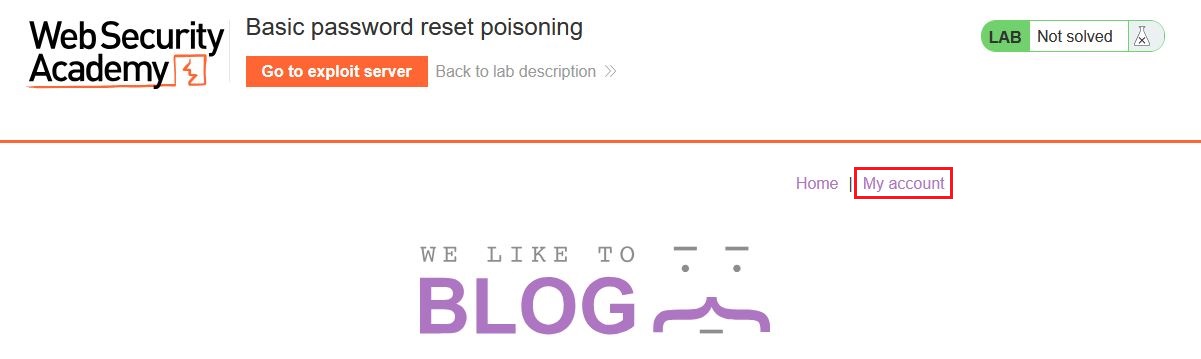 Web Security
Academy
Basic password reset poisoning
Go to exploit server
Back to lab description >>
LAB Not solved
Home | My account
WE LIKE TO
BLOG